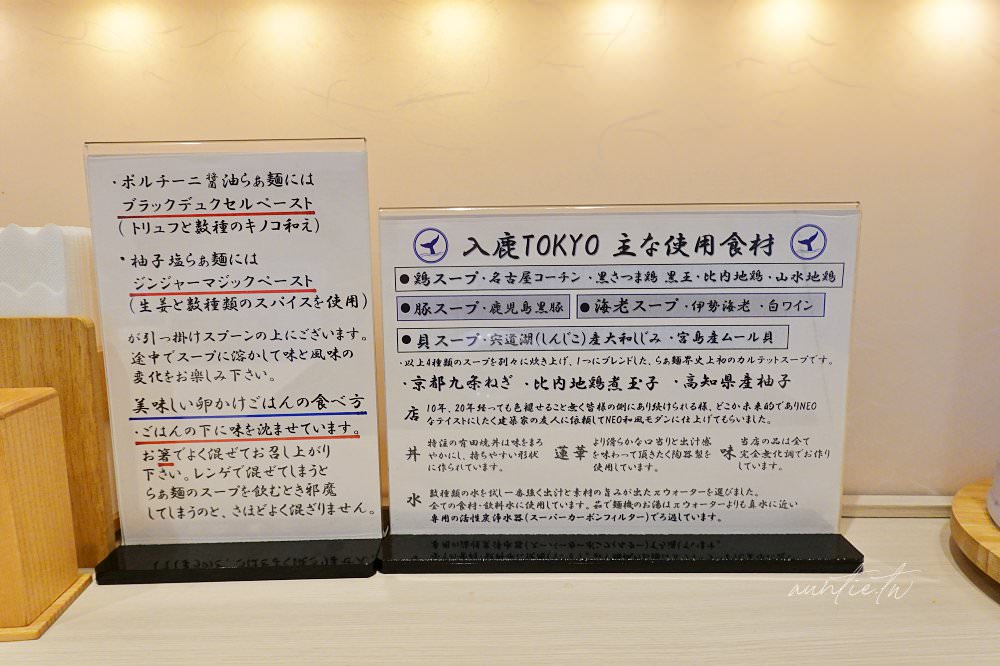 ・ポルチーニ醤油らぁ麺には
ブラックデュクセルペースト
(トリュフと数種のキノコ和え)
・柚子塩らぁ麺には
ジンジャーマジックペースト
(生姜と数種類のスパイスを使用)
が引っ掛けスプーンの上にございます。
途中でスープに溶かして味と風味の
変化をお楽しみ下さい。
美味しい卵かけごはんの食べ方
・ごはんの下に味を沈ませています。
お箸でよく混ぜてお召し上がり
下さい。レンゲで混ぜてしまうと
らぁ麺のスープを飲むとき邪魔
してしまうのと、さほどよく混ざりません。
入鹿TOKYO 主な使用食材
●鶏スープ・名古屋コーチン・黒さつま鶏 黒王・比内地鶏・山水地鶏
●豚スープ・鹿児島黒豚
●海老スープ・伊勢海老・白ワイン
●貝スープ・宍道湖(しんじこ)産大和しじみ・宮島産ムール貝
・以上4種類のスープを別々に炊き上げ、1つにブレンドした、らぁ麺界史上初のカルテットスープです。
・京都九条ねぎ ・比内地鶏煮玉子 ・高知県産柚子
店 10年、20年経っても色褪せること無く皆様の側にあり続けられる様、どこか未来的でありNEO
なテイストにしたく建築家の友人に依頼してNEO和風モダンに仕上げてもらいました。
丼 特注の有田焼丼は味をまろ
やかにし、持ちやすい形状
に作られています。
蓮華 より滑らかな口当りと出汁感
を味わって頂きたく陶器製を
使用しています。
味 当店の品は全て
完全無化調でお作り
しています。
水 数種類の水を試し一番強く出汁と素材の旨みが出たπウォーターを選びました。
全ての食材・飲料水に使用しています。一品で麺機のお湯はπウォーターよりも真水に近い
専用の活性炭浄水器(スーパーカーボンフィルター)でろ過しています。
auntie.tw